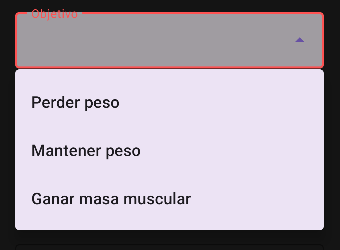 Objetivo
Perder peso
Mantener peso
Ganar masa muscular